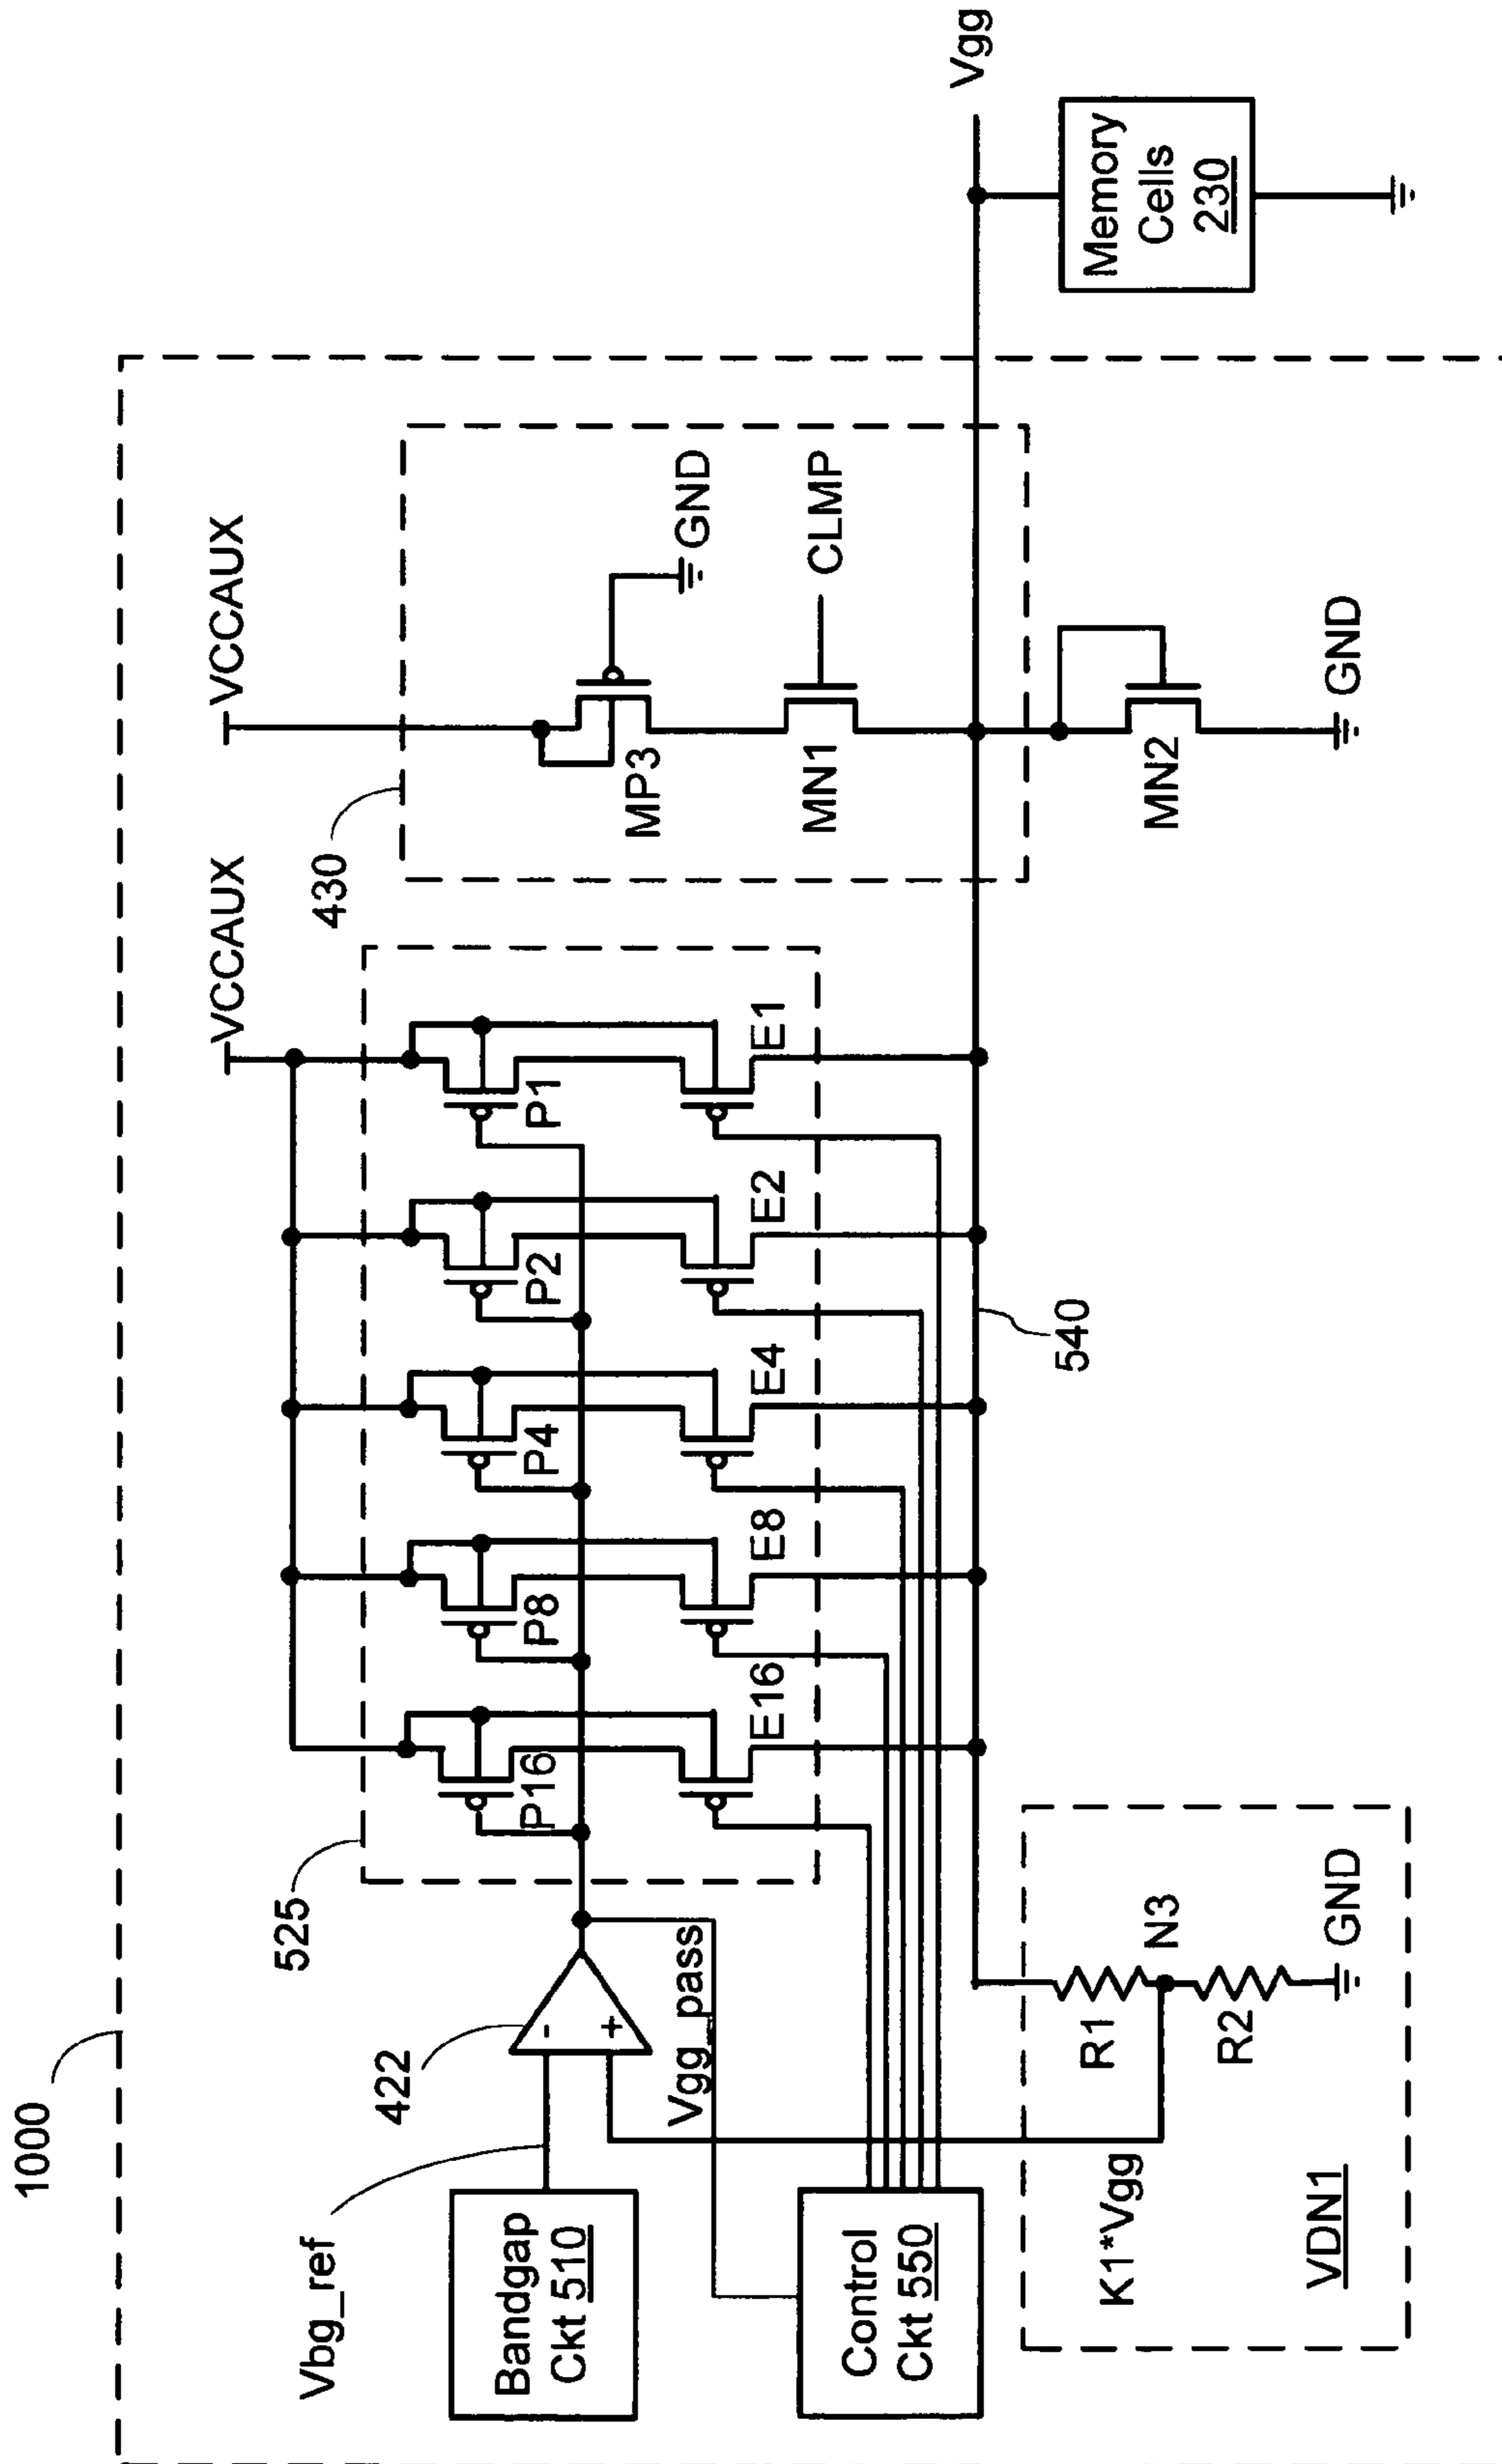 1000
VCCAUX
VCCAUX
525
430
Vbg_ref
422
Bandgap
Ckt 510
-
+
P16
P8
P4
P2
P1
MP3
GND
Vgg_pass
E16
E8
E4
E2
E1
MN1
CLMP
Control
Ckt 550
Vgg
540
K1*Vgg
R1
N3
R2
GND
VDN1
MN2
GND
Memory
Cells
230